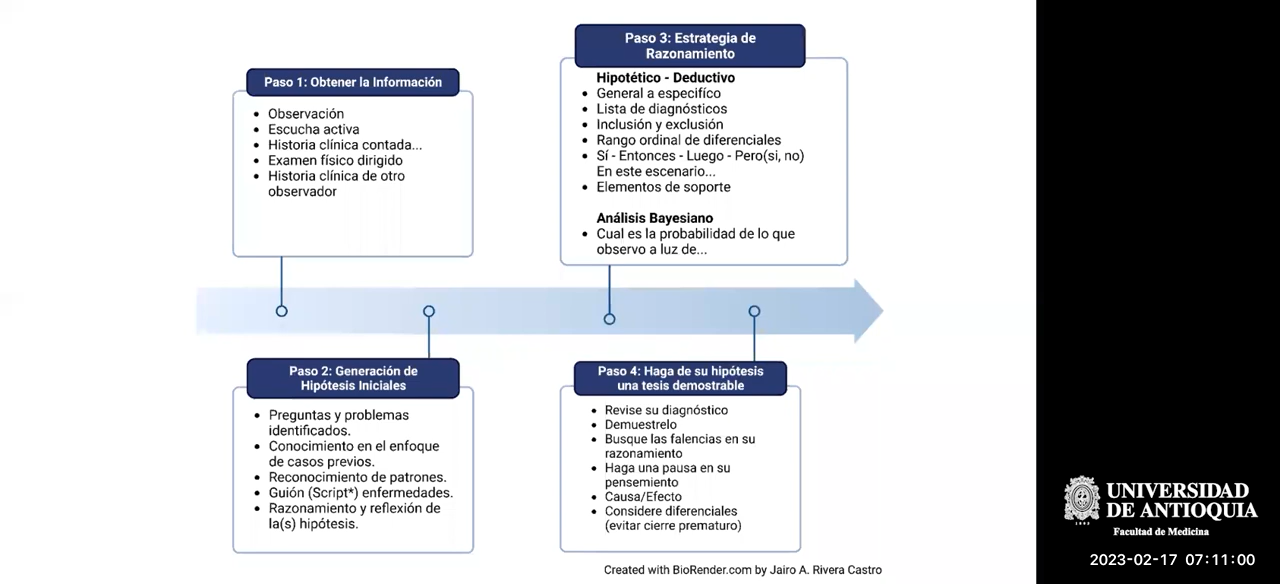 Paso 1: Obtener la Información
• Observación
• Escucha activa
• Historia clínica contada...
• Examen físico dirigido
• Historia clínica de otro
observador
Paso 2: Generación de
Hipótesis Iniciales
• Preguntas y problemas
identificados.
• Conocimiento en el enfoque
de casos previos.
• Reconocimiento de patrones.
• Guión (Script*) enfermedades.
• Razonamiento y reflexión de
la(s) hipótesis.
Paso 3: Estrategia de
Razonamiento
Hipotético - Deductivo
• General a especifíco
• Lista de diagnósticos
• Inclusión y exclusión
• Rango ordinal de diferenciales
• Sí - Entonces - Luego - Pero(si, no)
En este escenario...
• Elementos de soporte
Análisis Bayesiano
• Cual es la probabilidad de lo que
observo a luz de...
Paso 4: Haga de su hipótesis
una tesis demostrable
• Revise su diagnóstico
• Demuestrelo
• Busque las falencias en su
razonamiento
• Haga una pausa en su
pensemiento
• Causa/Efecto
• Considere diferenciales
(evitar cierre prematuro)
Created with BioRender.com by Jairo A. Rivera Castro
UNIVERSIDAD
DE ANTIOQUIA
1803
Facultad de Medicina
2023-02-17 07:11:00